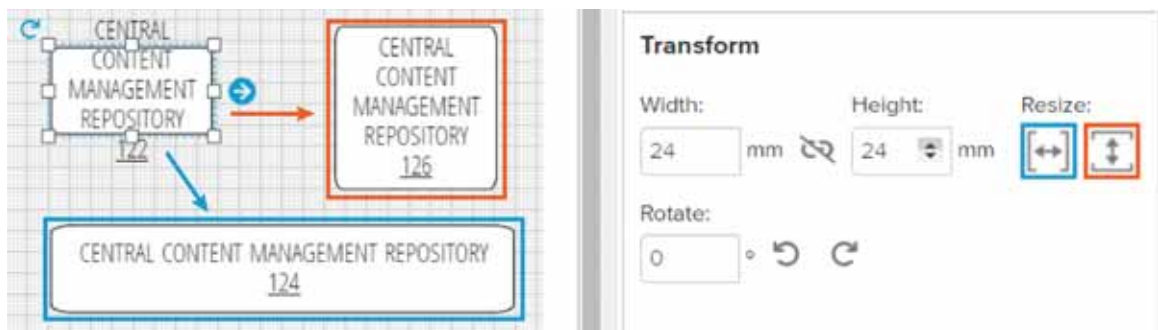 CENTRAL
CONTENT
MANAGEMENT
REPOSITORY
122
CENTRAL
CONTENT
MANAGEMENT
REPOSITORY
126
CENTRAL CONTENT MANAGEMENT REPOSITORY
124
Transform
Width:
Height:
Resize:
24 mm
24 mm
Rotate:
0 °